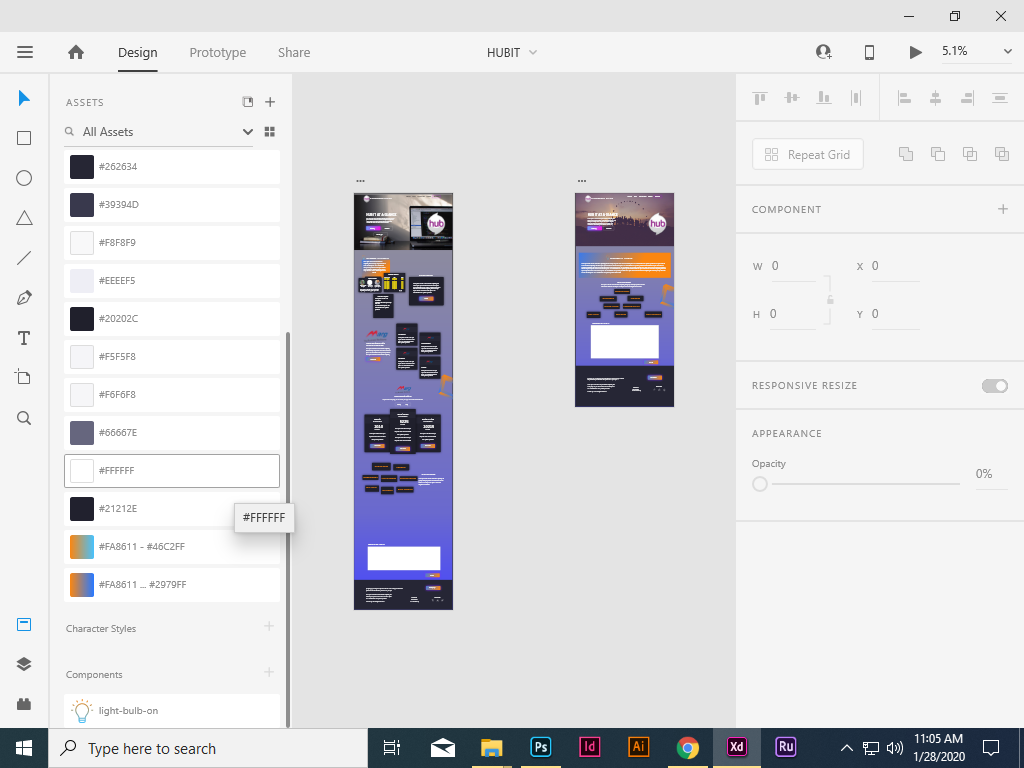 Design
Prototype
Share
HUBIT
5.1%
ASSETS
All Assets
#262634
#39394D
#F8F8F9
#EEEEF5
#20202C
#F5F5F8
#F6F6F8
#66667E
#FFFFFF
#21212E
#FFFFFF
#FA8611 - #46C2FF
#FA8611 ... #2979FF
Character Styles
Components
light-bulb-on
...
hub
...
hub
Repeat Grid
COMPONENT
W 0
X 0
H 0
Y 0
RESPONSIVE RESIZE
APPEARANCE
Opacity
0%
Type here to search
Ps
Id
Ai
Xd
Ru
11:05 AM
1/28/2020